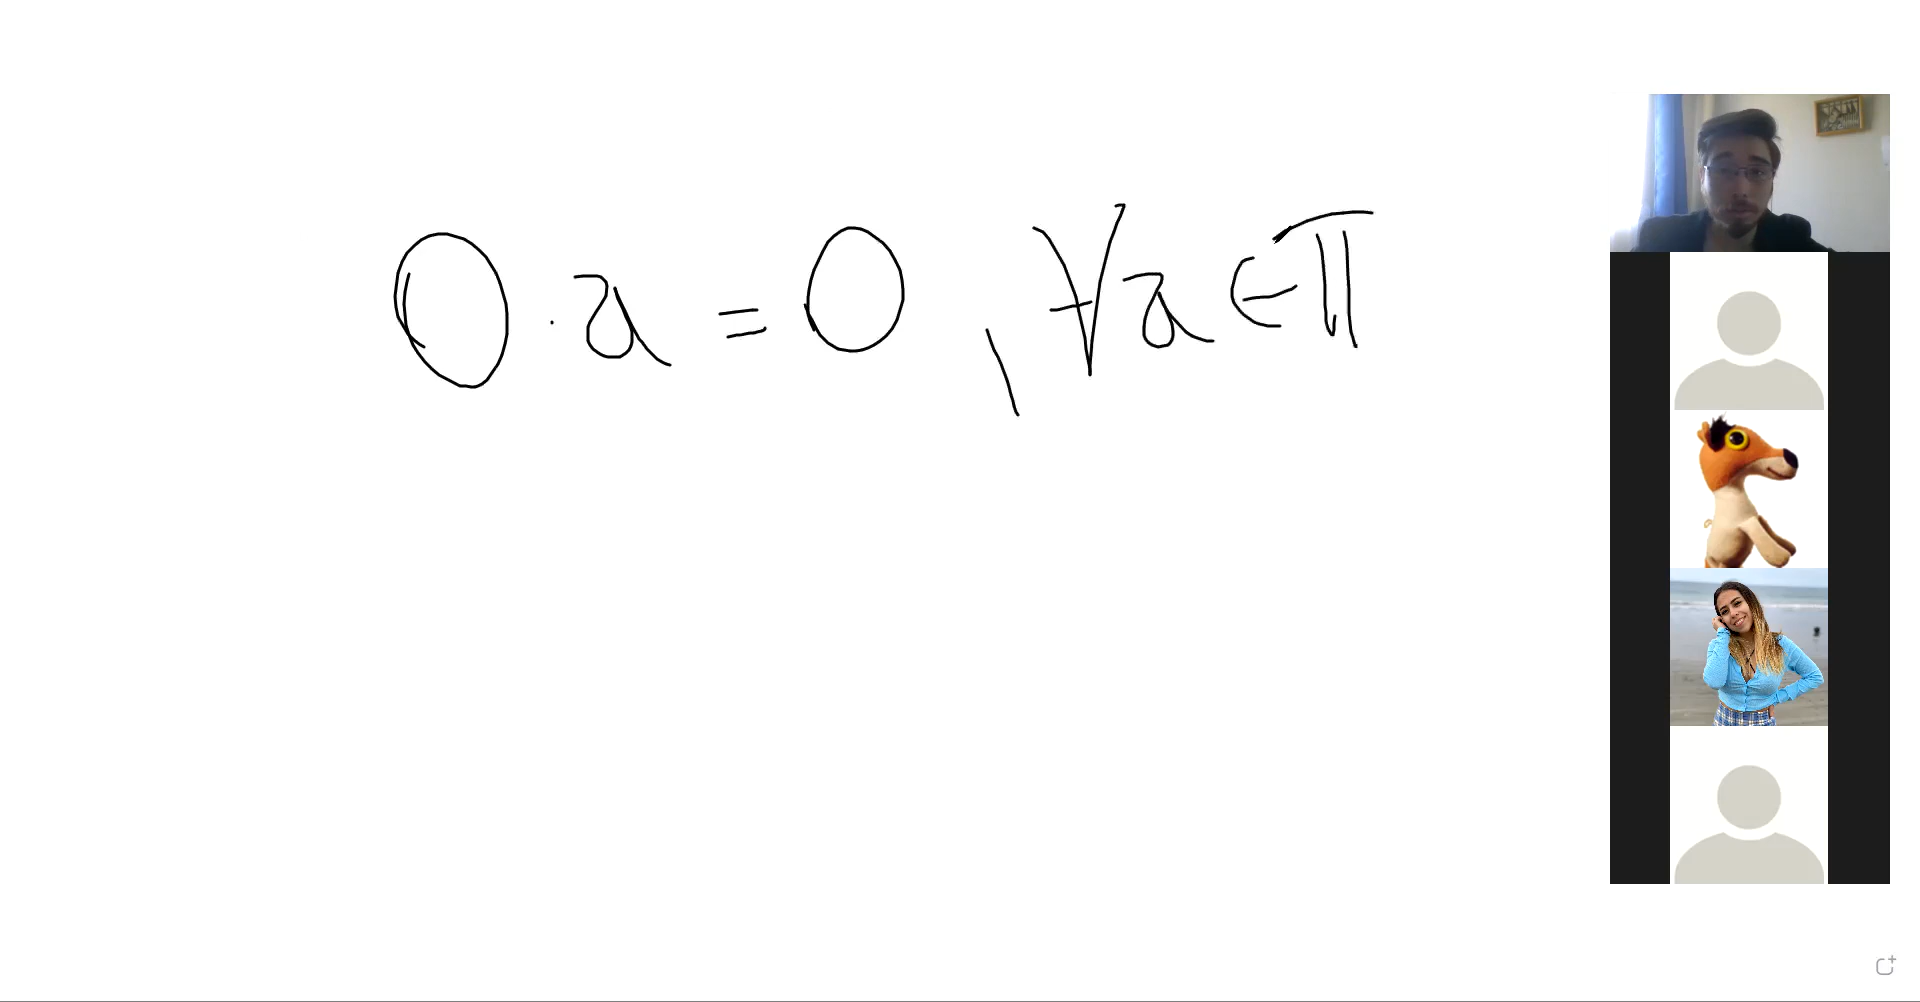 0 · a = 0 , ∀a ∈ 𝕋